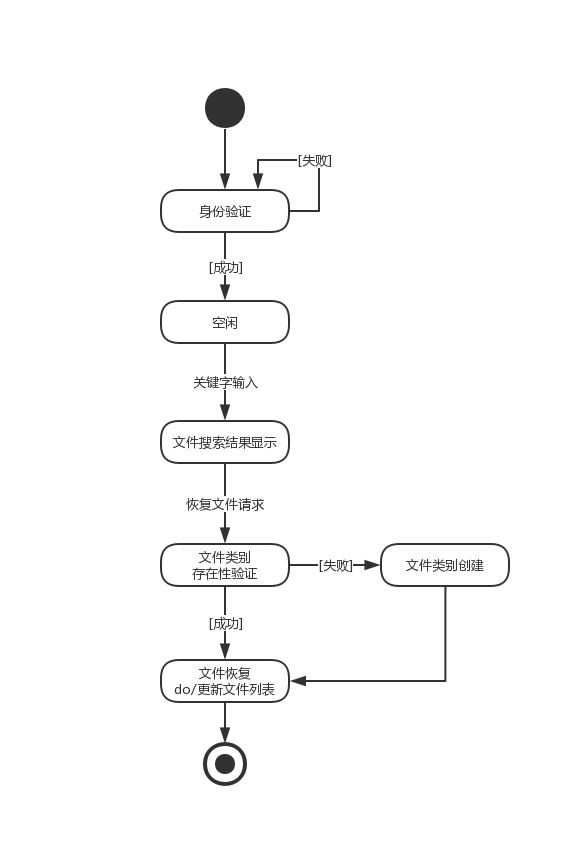 [失败]
身份验证
[成功]
空闲
关键字输入
文件搜索结果显示
恢复文件请求
文件类别
存在性验证
[失败]
文件类别创建
[成功]
文件恢复
do/更新文件列表